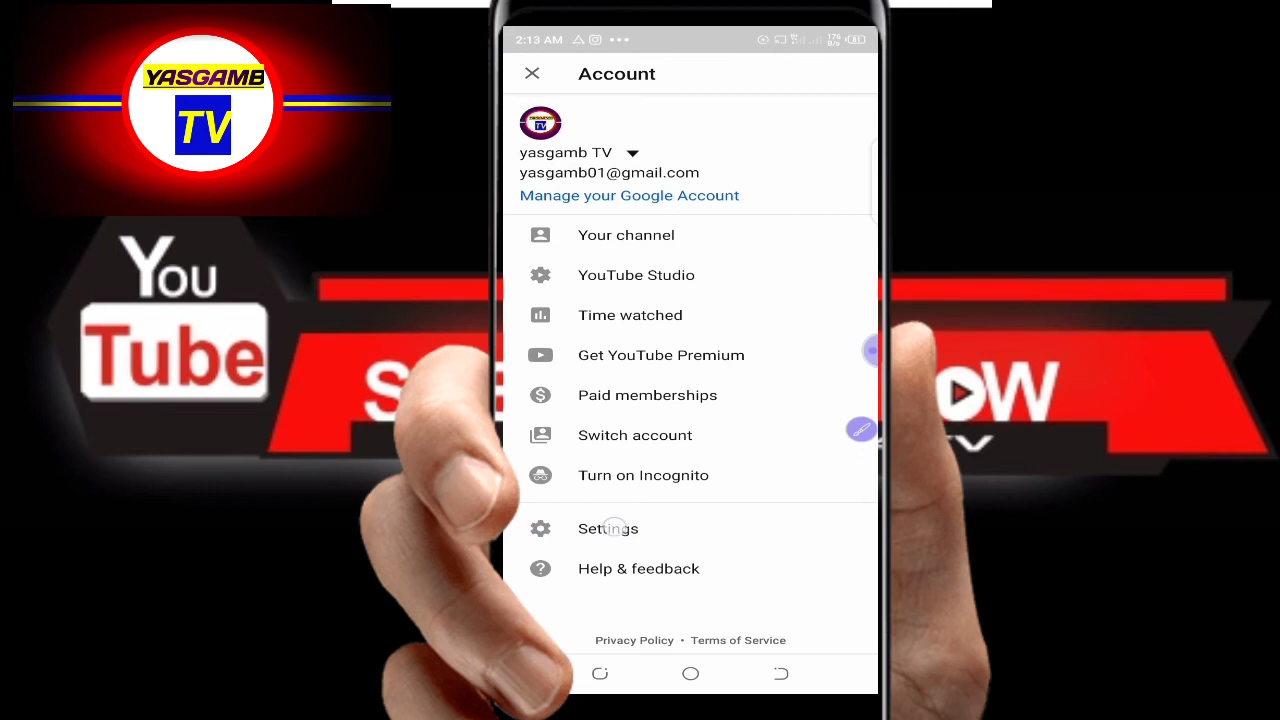 YASGAMB
TV
2:13 AM
176
B/s
81
Account
yasgamb TV
yasgamb01@gmail.com
Manage your Google Account
Your channel
YouTube Studio
Time watched
Get YouTube Premium
Paid memberships
Switch account
Turn on Incognito
Settings
Help & feedback
Privacy Policy • Terms of Service
You
Tube